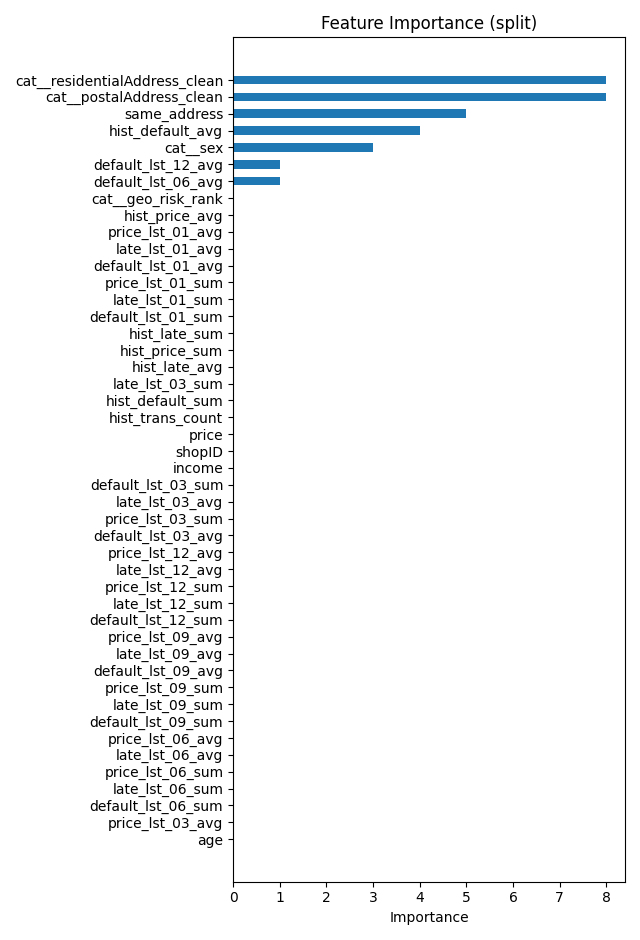 Feature Importance (split)
cat__residentialAddress_clean
cat__postalAddress_clean
same_address
hist_default_avg
cat__sex
default_lst_12_avg
default_lst_06_avg
cat__geo_risk_rank
hist_price_avg
price_lst_01_avg
late_lst_01_avg
default_lst_01_avg
price_lst_01_sum
late_lst_01_sum
default_lst_01_sum
hist_late_sum
hist_price_sum
hist_late_avg
late_lst_03_sum
hist_default_sum
hist_trans_count
price
shopID
income
default_lst_03_sum
late_lst_03_avg
price_lst_03_sum
default_lst_03_avg
price_lst_12_avg
late_lst_12_avg
price_lst_12_sum
late_lst_12_sum
default_lst_12_sum
price_lst_09_avg
late_lst_09_avg
default_lst_09_avg
price_lst_09_sum
late_lst_09_sum
default_lst_09_sum
price_lst_06_avg
late_lst_06_avg
price_lst_06_sum
late_lst_06_sum
default_lst_06_sum
price_lst_03_avg
age
0 1 2 3 4 5 6 7 8
Importance